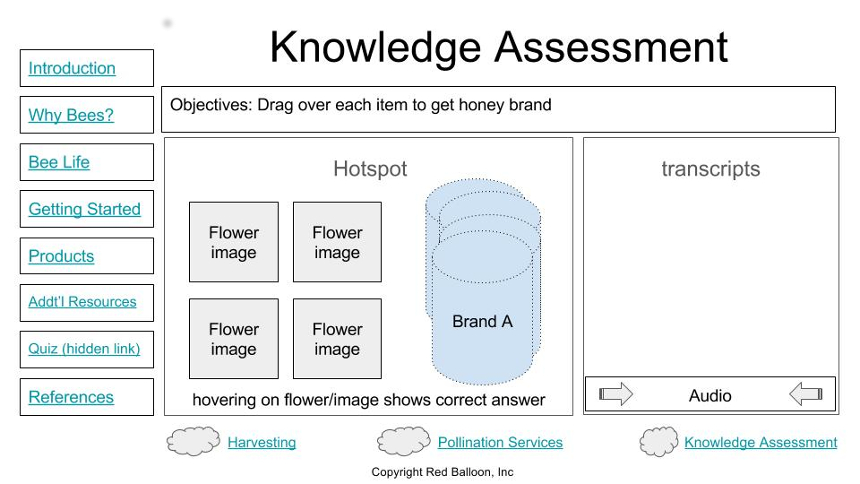 Knowledge Assessment
Introduction
Why Bees?
Bee Life
Getting Started
Products
Addt'l Resources
Quiz (hidden link)
References
Objectives: Drag over each item to get honey brand
Hotspot
Flower
image
Flower
image
Flower
image
Flower
image
Brand A
hovering on flower/image shows correct answer
transcripts
Audio
Harvesting
Pollination Services
Knowledge Assessment
Copyright Red Balloon, Inc